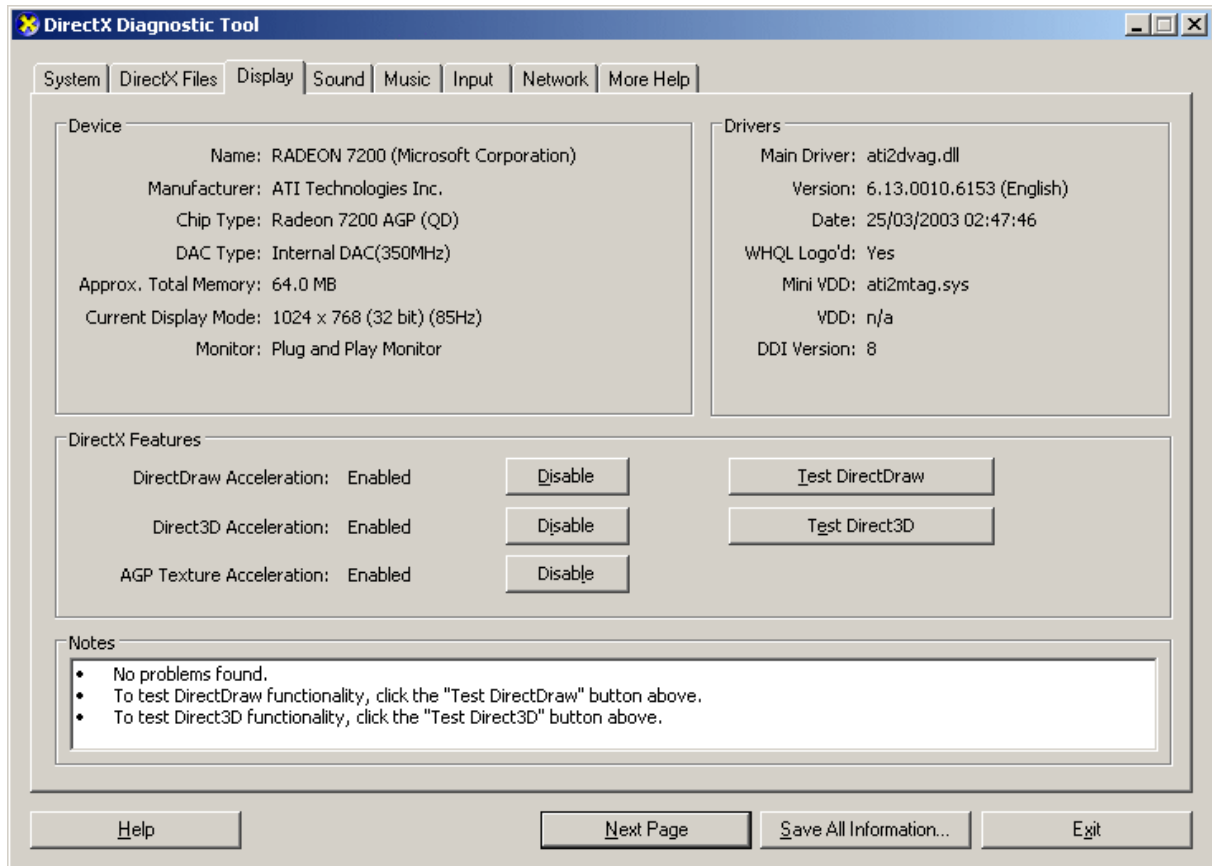 DirectX Diagnostic Tool
System
DirectX Files
Display
Sound
Music
Input
Network
More Help
Device
Name: RADEON 7200 (Microsoft Corporation)
Manufacturer: ATI Technologies Inc.
Chip Type: Radeon 7200 AGP (QD)
DAC Type: Internal DAC(350MHz)
Approx. Total Memory: 64.0 MB
Current Display Mode: 1024 x 768 (32 bit) (85Hz)
Monitor: Plug and Play Monitor
Drivers
Main Driver: ati2dvag.dll
Version: 6.13.0010.6153 (English)
Date: 25/03/2003 02:47:46
WHQL Logo'd: Yes
Mini VDD: ati2mtag.sys
VDD: n/a
DDI Version: 8
DirectX Features
DirectDraw Acceleration: Enabled
Disable
Test DirectDraw
Direct3D Acceleration: Enabled
Disable
Test Direct3D
AGP Texture Acceleration: Enabled
Disable
Notes
• No problems found.
• To test DirectDraw functionality, click the "Test DirectDraw" button above.
• To test Direct3D functionality, click the "Test Direct3D" button above.
Help
Next Page
Save All Information...
Exit